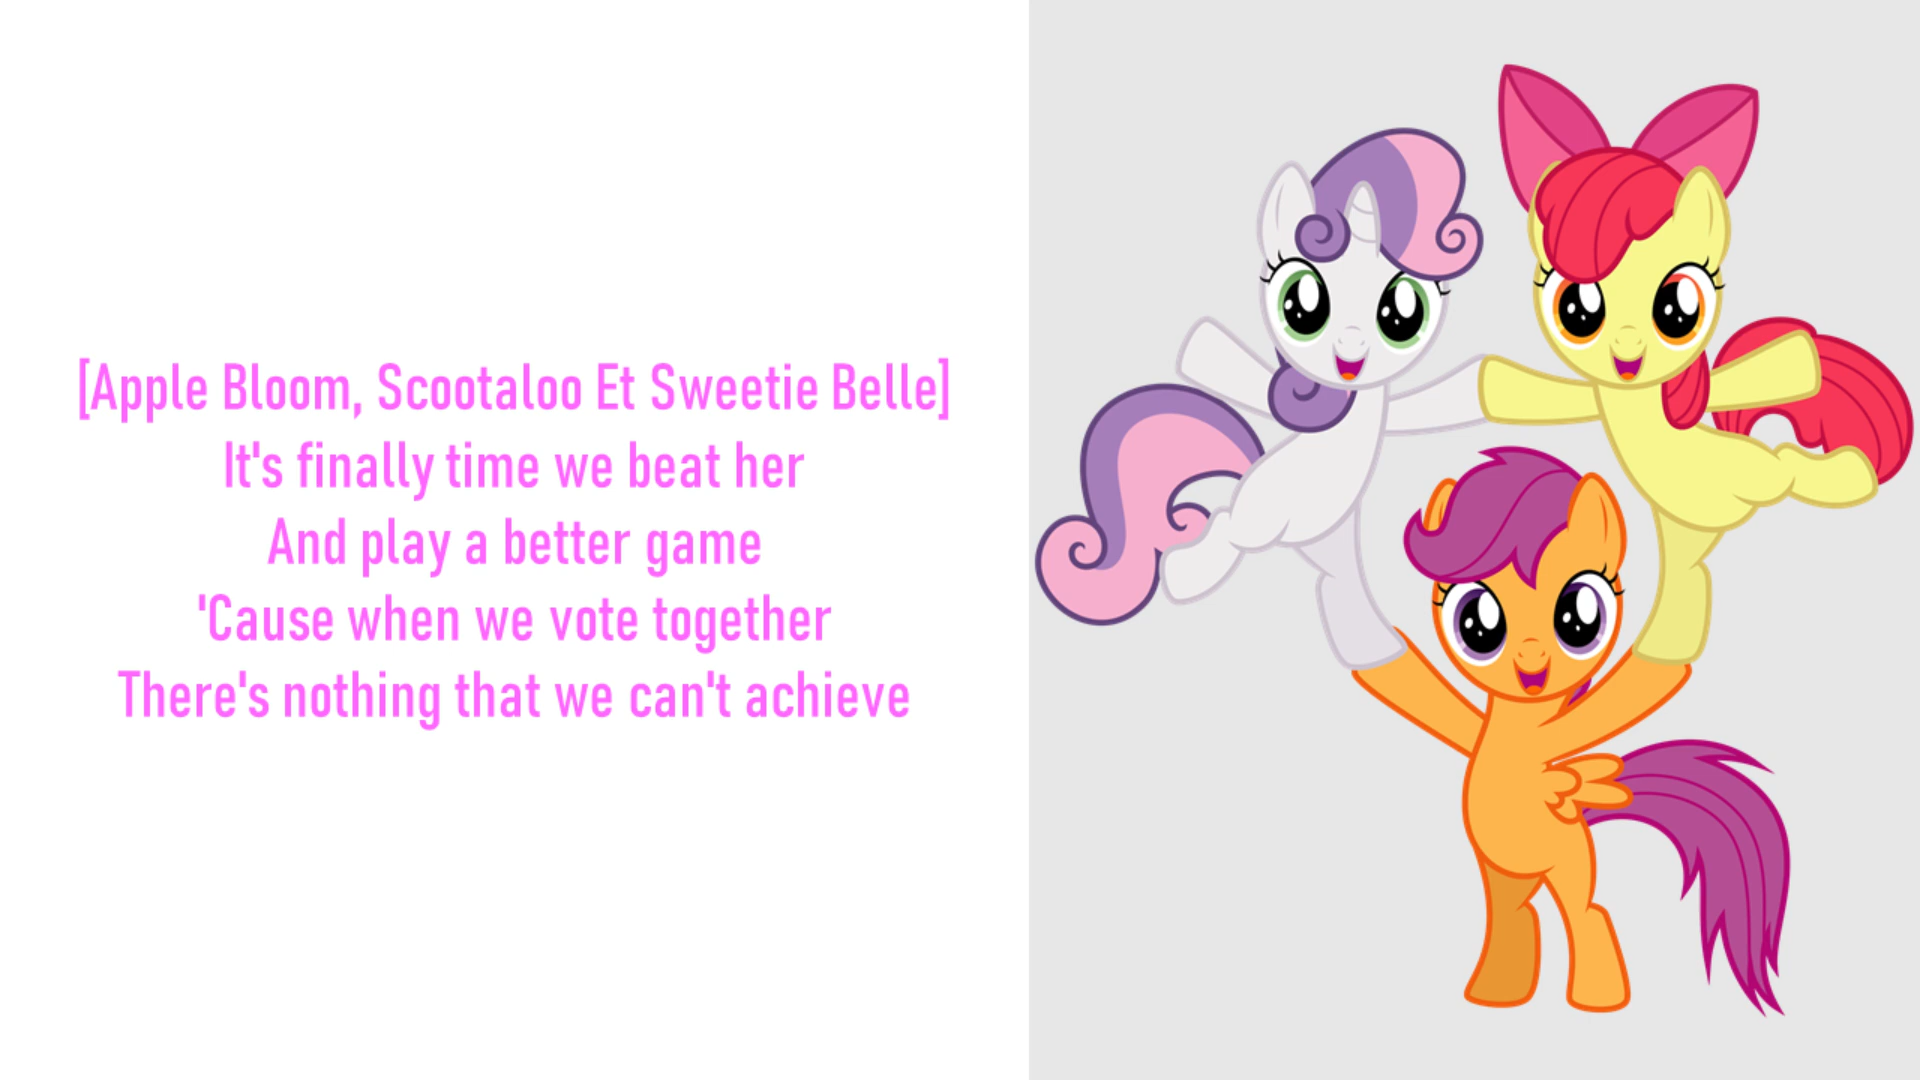 [Apple Bloom, Scootaloo Et Sweetie Belle]
It's finally time we beat her
And play a better game
'Cause when we vote together
There's nothing that we can't achieve